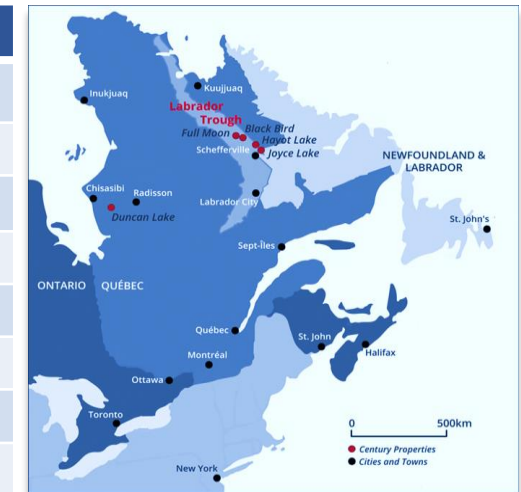 Inukjuaq
Kuujjuaq
Labrador
Trough
Full Moon
Black Bird
Hayot Lake
Schefferville
Joyce Lake
NEWFOUNDLAND &
LABRADOR
Chisasibi
Radisson
Labrador City
Duncan Lake
St. John's
Sept-Îles
ONTARIO
QUÉBEC
Québec
St. John
Halifax
Montréal
Ottawa
Toronto
0
500km
Century Properties
Cities and Towns
New York